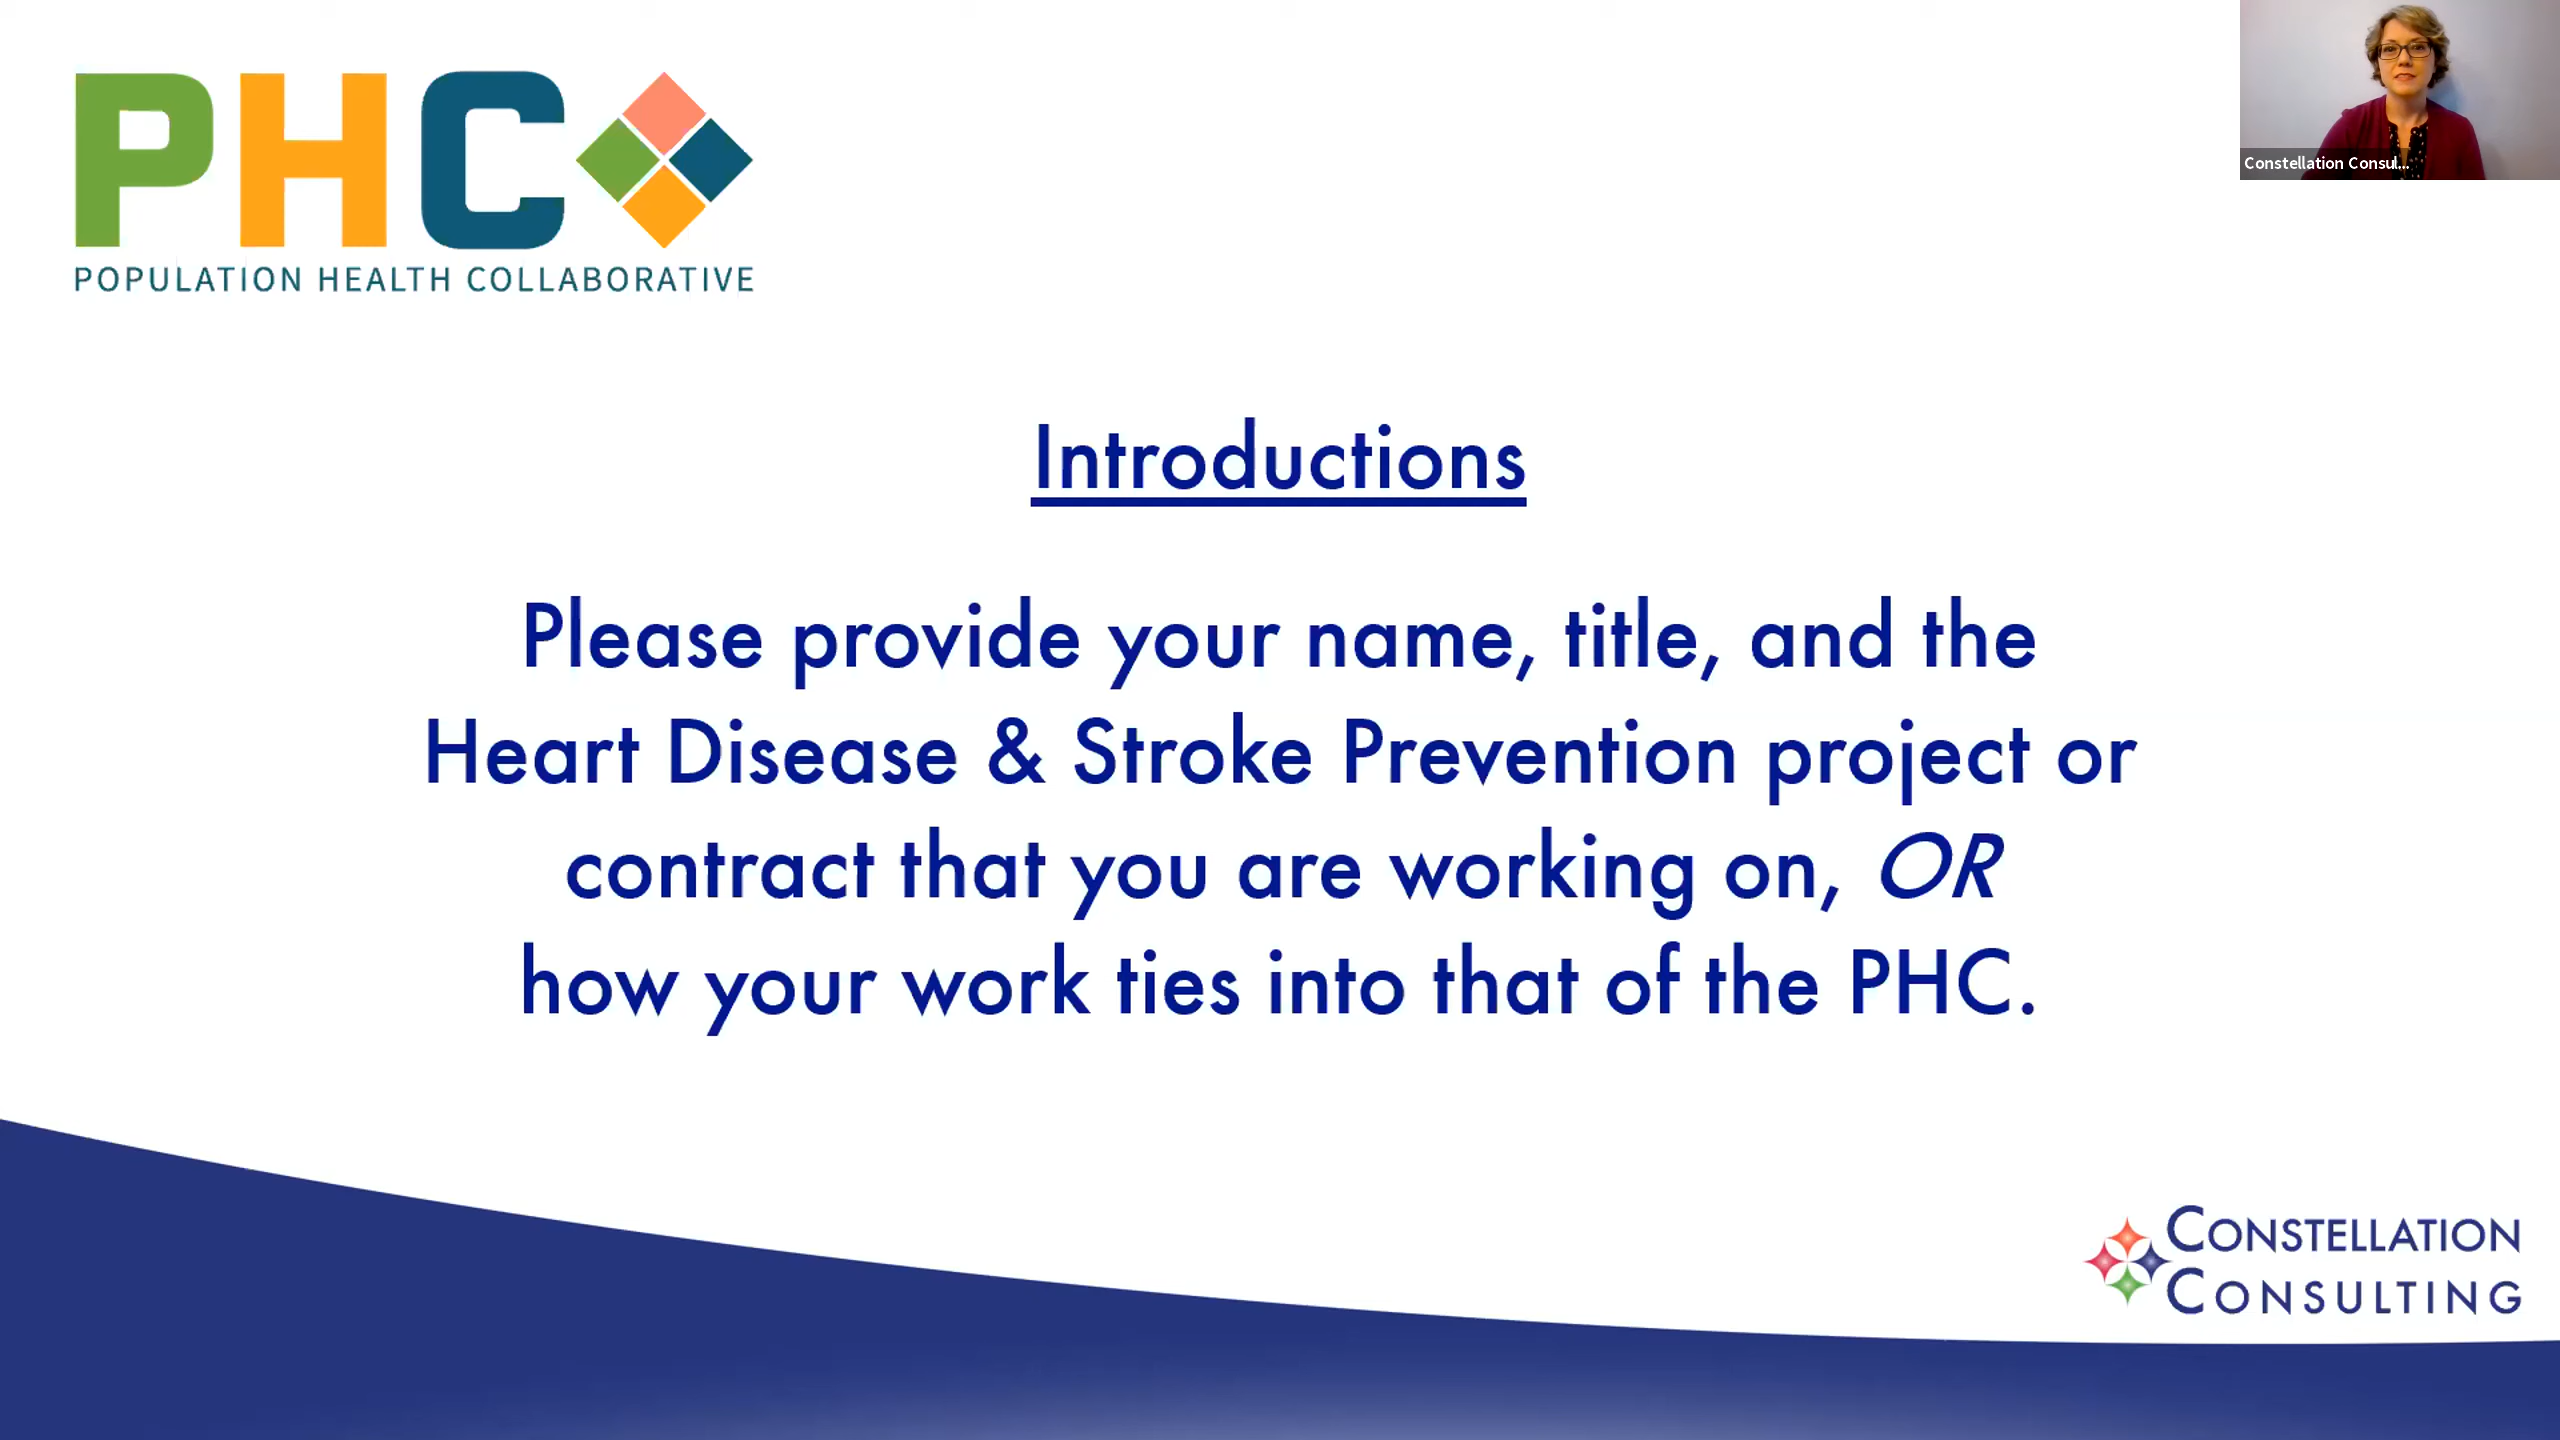 PHC
POPULATION HEALTH COLLABORATIVE
Constellation Consul...
Introductions
Please provide your name, title, and the
Heart Disease & Stroke Prevention project or
contract that you are working on, OR
how your work ties into that of the PHC.
CONSTELLATION
CONSULTING